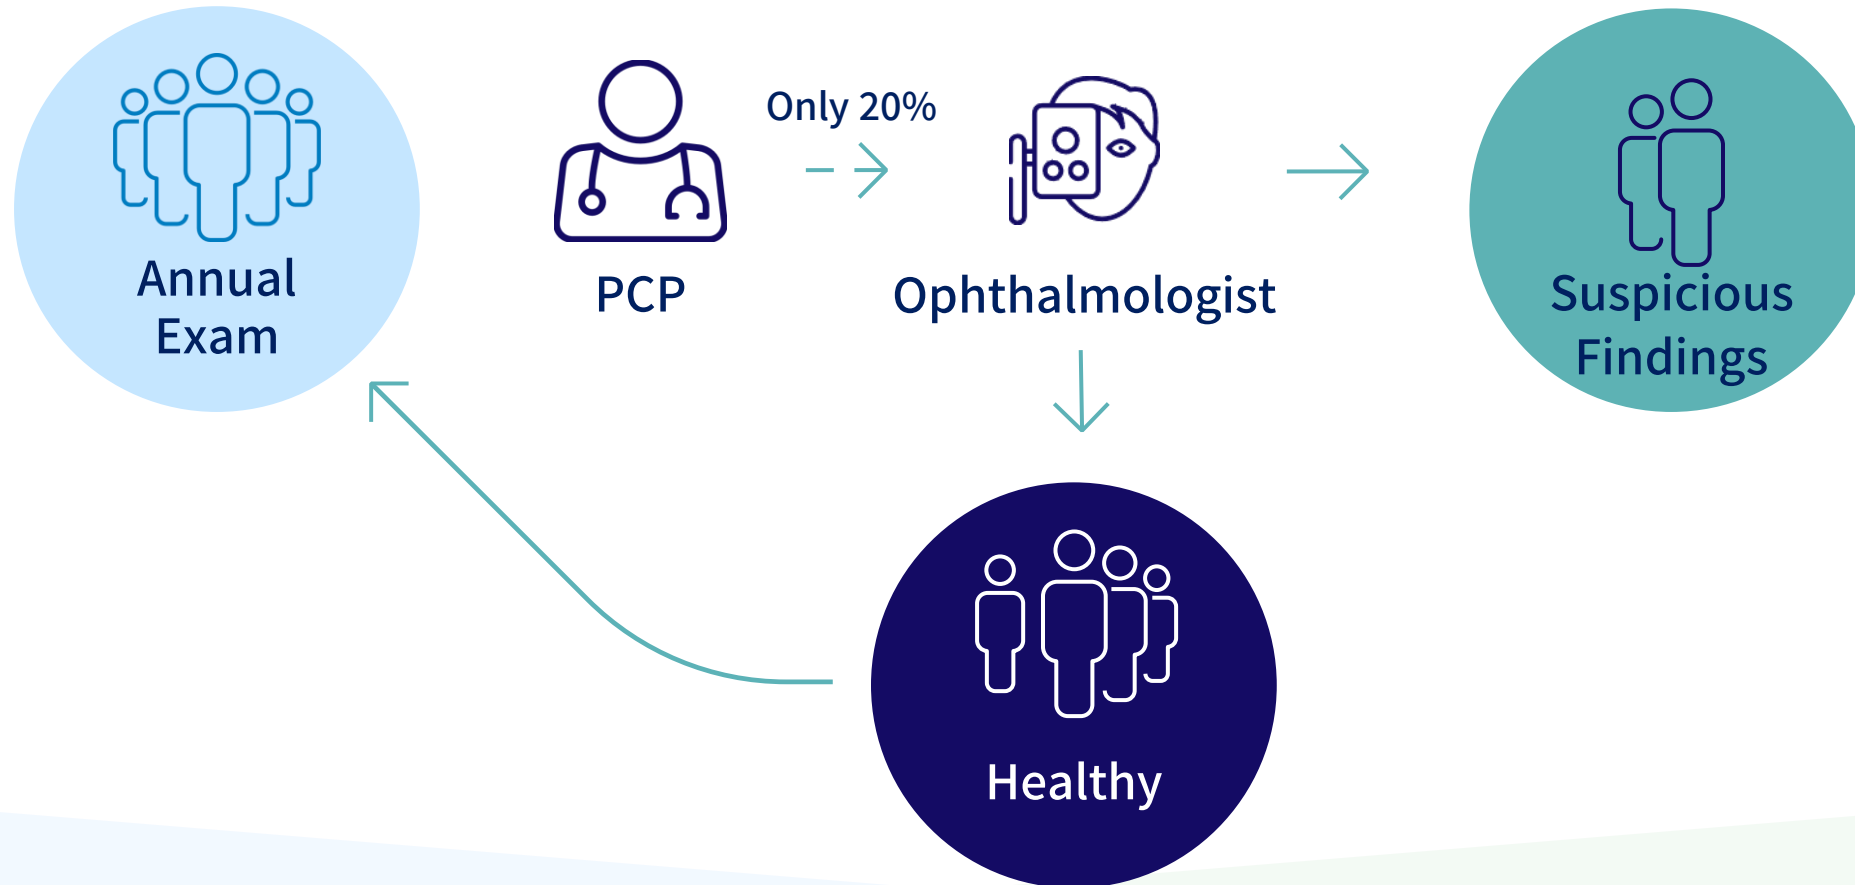 Annual
Exam
PCP
Only 20%
Ophthalmologist
Suspicious
Findings
Healthy